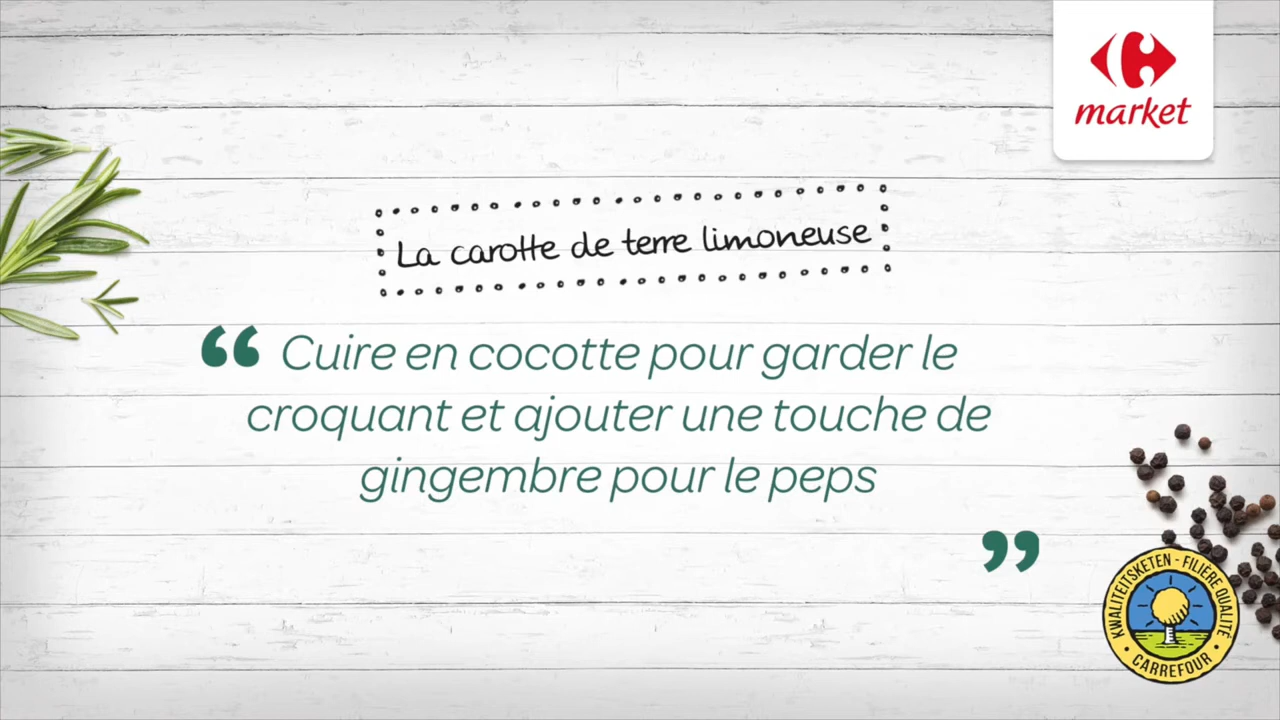 market
La carotte de terre limoneuse
“ Cuire en cocotte pour garder le
croquant et ajouter une touche de
gingembre pour le peps
”
KWALITEITSKETEN - FILIÈRE QUALITÉ
• CARREFOUR •